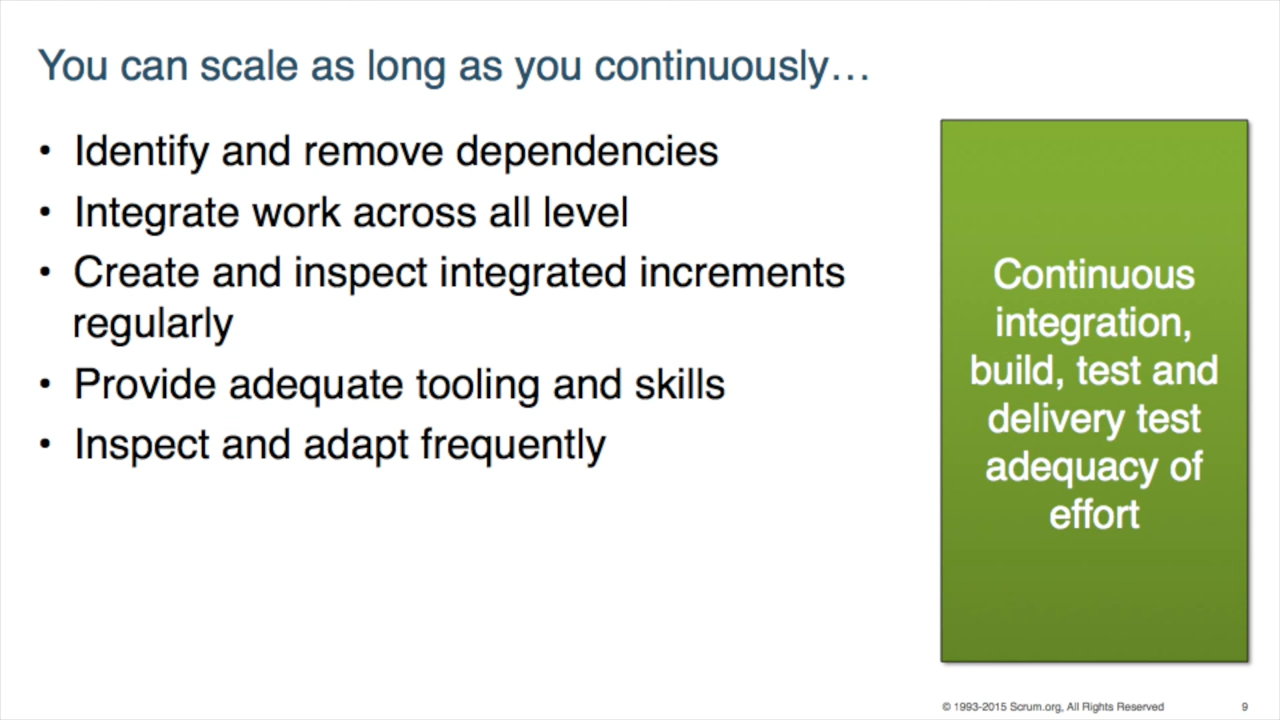 You can scale as long as you continuously…
• Identify and remove dependencies
• Integrate work across all level
• Create and inspect integrated increments
regularly
• Provide adequate tooling and skills
• Inspect and adapt frequently
Continuous
integration,
build, test and
delivery test
adequacy of
effort
© 1993-2015 Scrum.org, All Rights Reserved
9